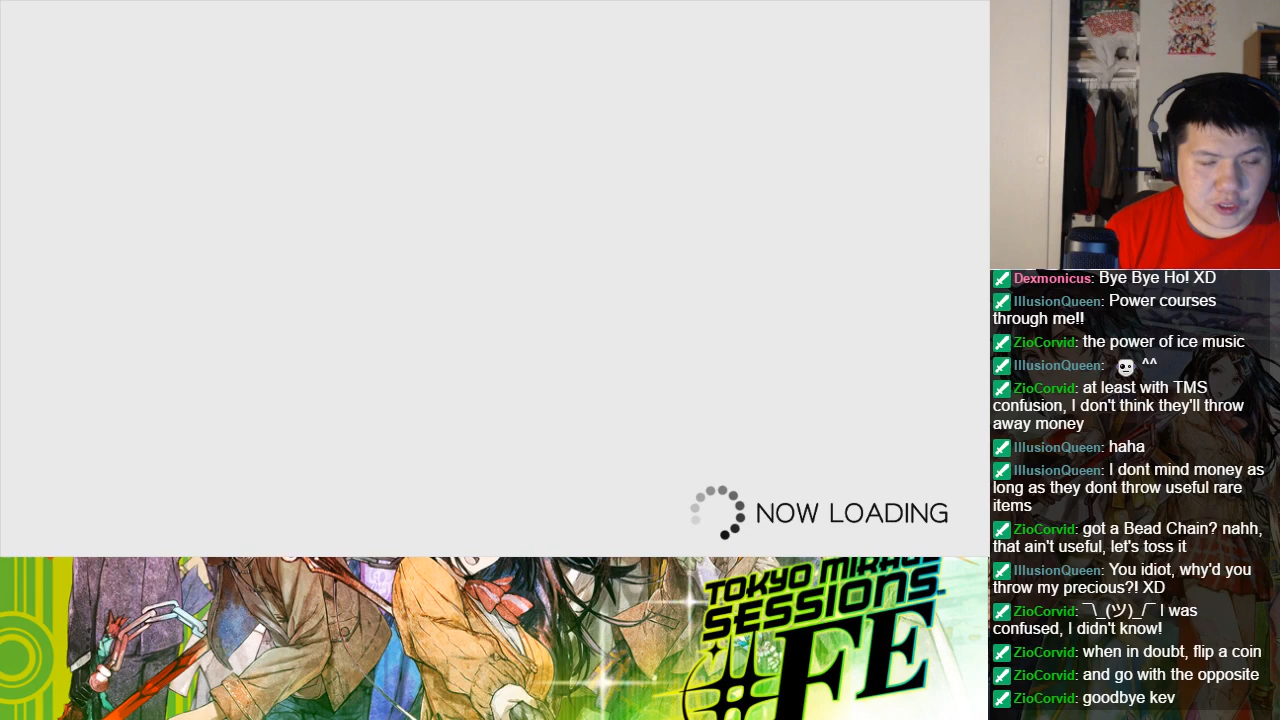 NOW LOADING
TOKYO MIRAGE
SESSIONS
#FE
Dexmonicus: Bye Bye Ho! XD
IllusionQueen: Power courses
through me!!
ZioCorvid: the power of ice music
IllusionQueen: ^^
ZioCorvid: at least with TMS
confusion, I don't think they'll throw
away money
IllusionQueen: haha
IllusionQueen: I dont mind money as
long as they dont throw useful rare
items
ZioCorvid: got a Bead Chain? nahh,
that ain't useful, let's toss it
IllusionQueen: You idiot, why'd you
throw my precious?! XD
ZioCorvid: ¯\_(ツ)_/¯ I was
confused, I didn't know!
ZioCorvid: when in doubt, flip a coin
ZioCorvid: and go with the opposite
ZioCorvid: goodbye kev